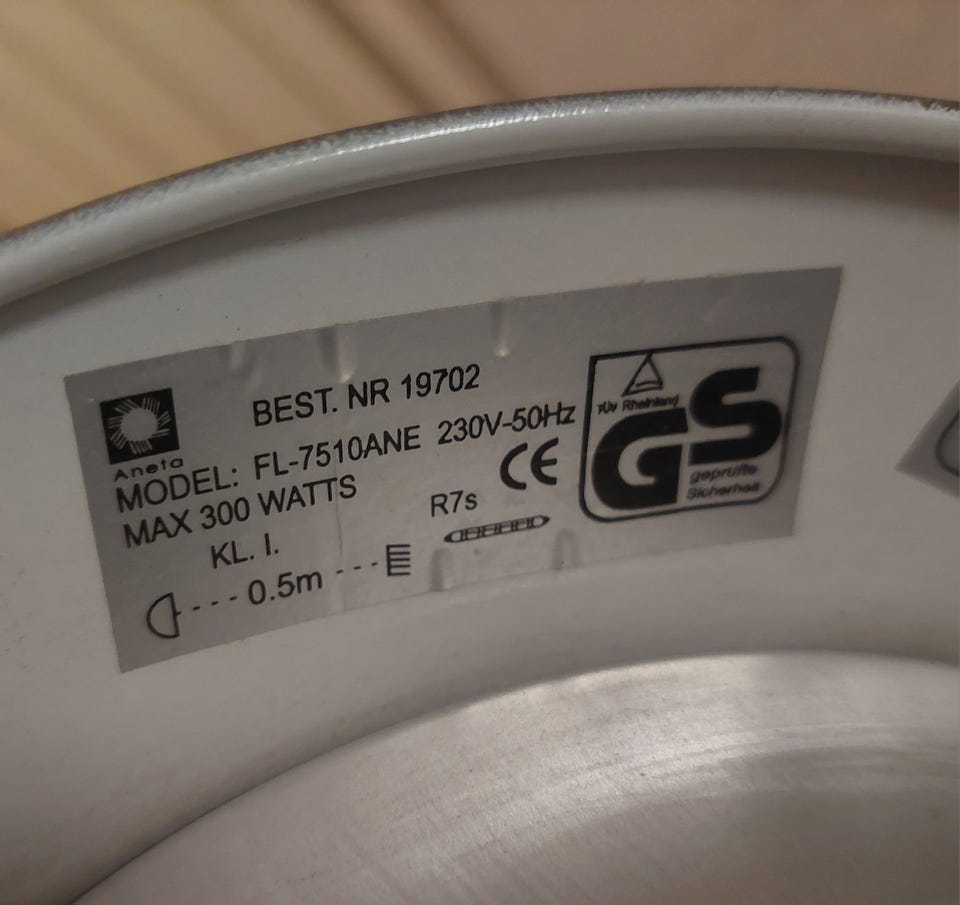 Aneta
BEST. NR 19702
MODEL: FL-7510ANE 230V-50Hz
MAX 300 WATTS
KL. I.
R7s
CE
0.5m
TÜV Rheinland
GS
geprüfte
Sicherheit